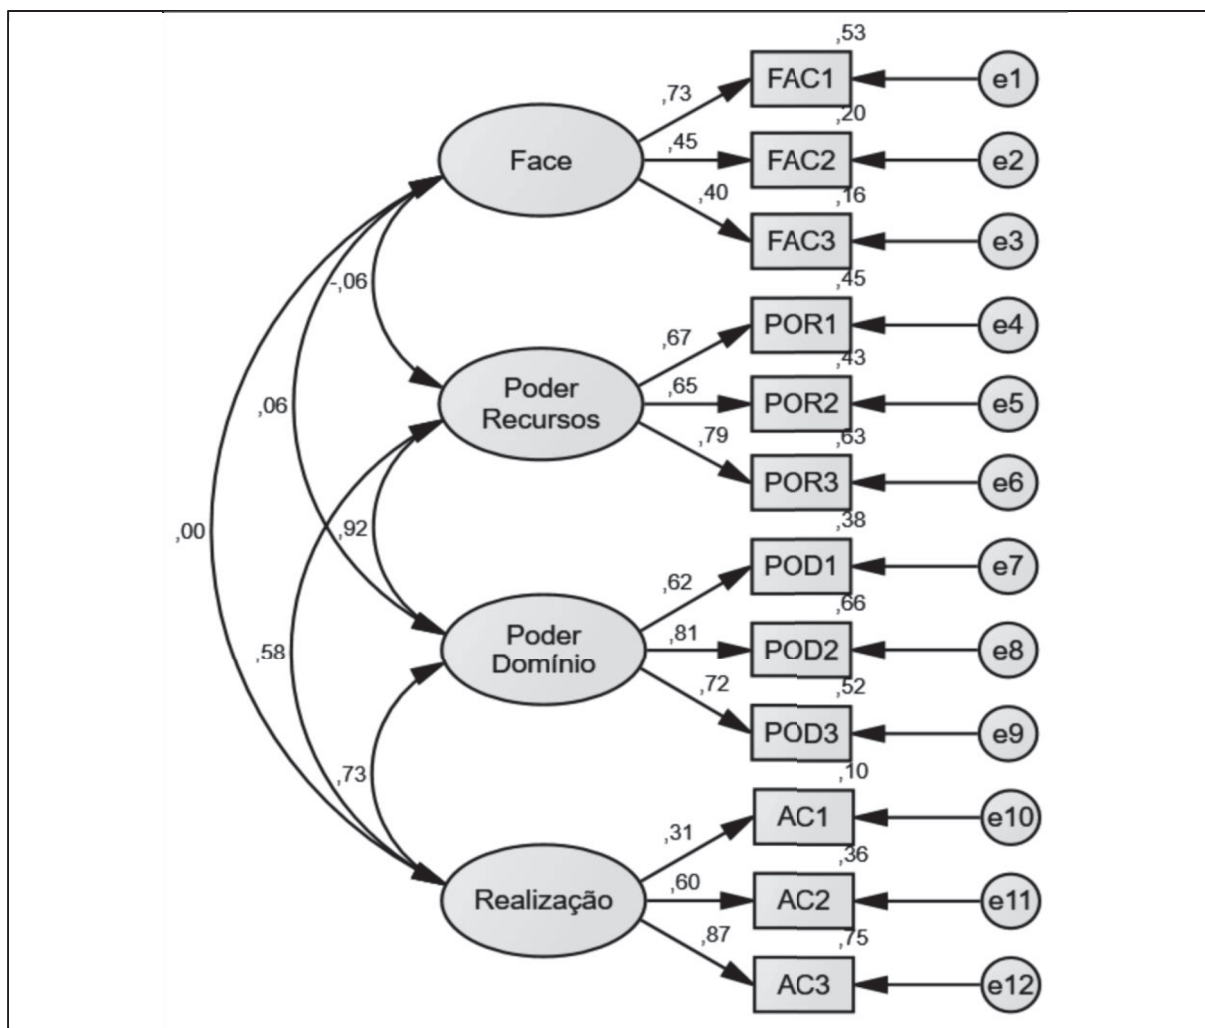 ,53
FAC1
e1
,73
,20
Face
,45
FAC2
e2
,40
,16
FAC3
e3
-,06
,45
POR1
e4
,67
,43
Poder
Recursos
,65
POR2
e5
,06
,79
,63
POR3
e6
,00
,92
,38
POD1
e7
,62
,66
Poder
Domínio
,81
POD2
e8
,58
,72
,52
POD3
e9
,73
,10
AC1
e10
,31
,36
Realização
,60
AC2
e11
,87
,75
AC3
e12